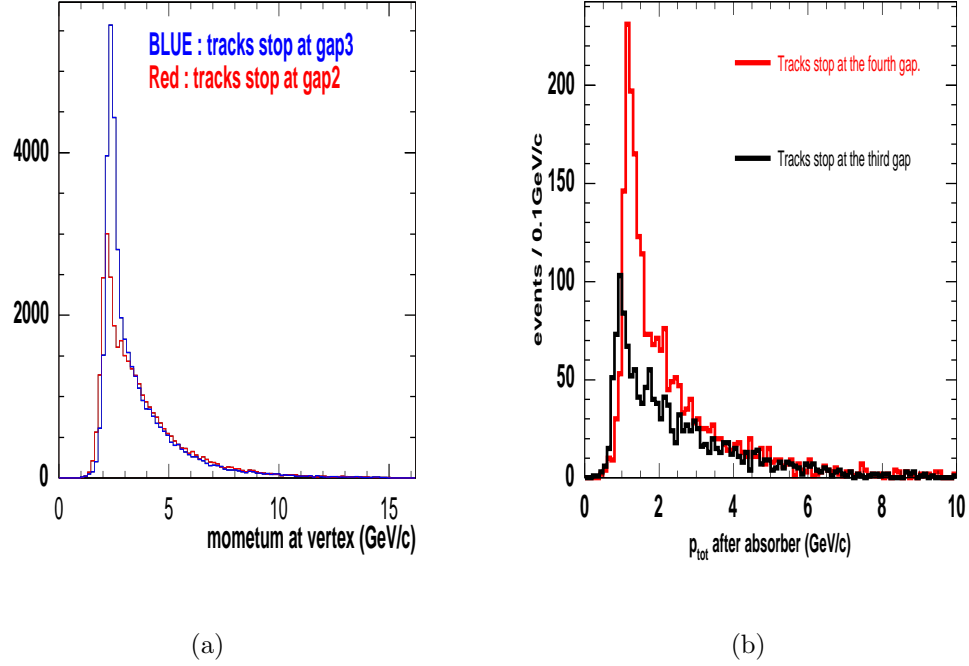 BLUE : tracks stop at gap3
Red : tracks stop at gap2
4000
2000
0
0 5 10 15
mometum at vertex (GeV/c)
(a)
events / 0.1GeV/c
200
150
100
50
0
Tracks stop at the fourth gap.
Tracks stop at the third gap
0 2 4 6 8 10
ptot after absorber (GeV/c)
(b)